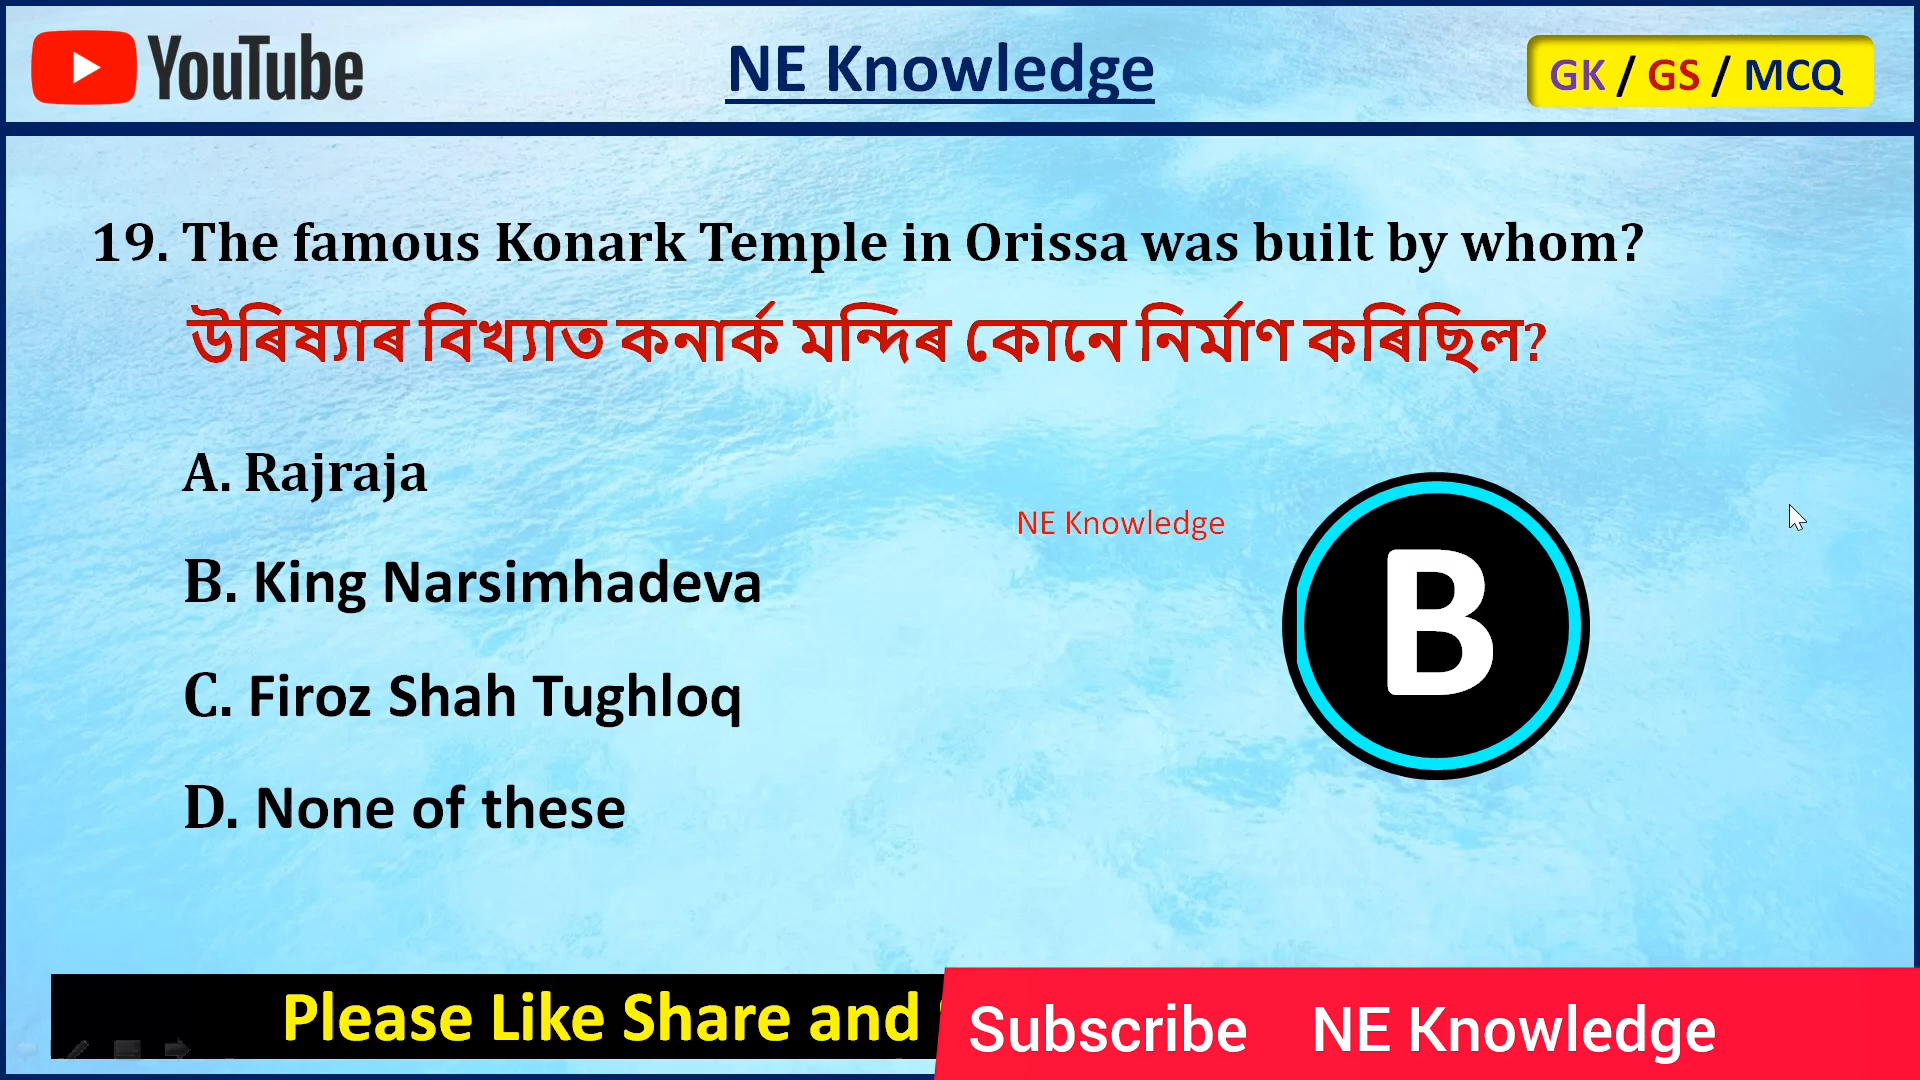 YouTube
NE Knowledge
GK / GS / MCQ
19. The famous Konark Temple in Orissa was built by whom?
উৰিষ্যাৰ বিখ্যাত কনাৰ্ক মন্দিৰ কোনে নিৰ্মাণ কৰিছিল?
A. Rajraja
NE Knowledge
B. King Narsimhadeva
B
C. Firoz Shah Tughloq
D. None of these
Please Like Share and
Subscribe NE Knowledge